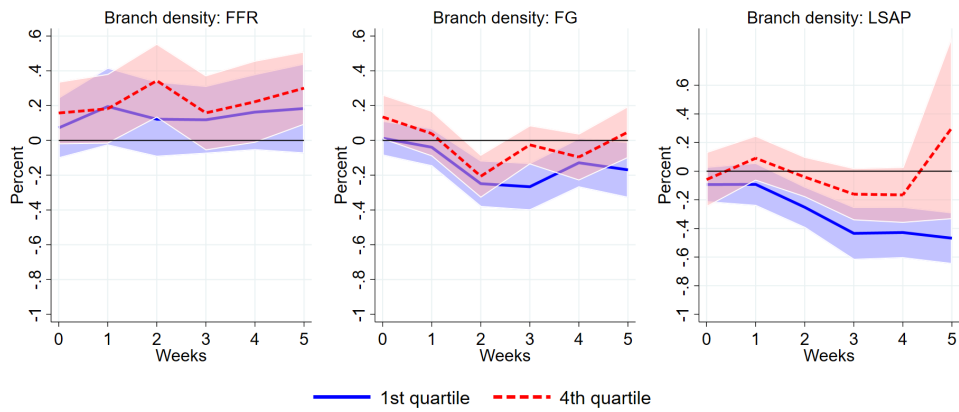 Branch density: FFR
.6
.4
.2
0
-.2
-.4
-.6
-.8
-1
Percent
0 1 2 3 4 5
Weeks
Branch density: FG
.6
.4
.2
0
-.2
-.4
-.6
-.8
-1
Percent
0 1 2 3 4 5
Weeks
Branch density: LSAP
.6
.4
.2
0
-.2
-.4
-.6
-.8
-1
Percent
0 1 2 3 4 5
Weeks
1st quartile 4th quartile